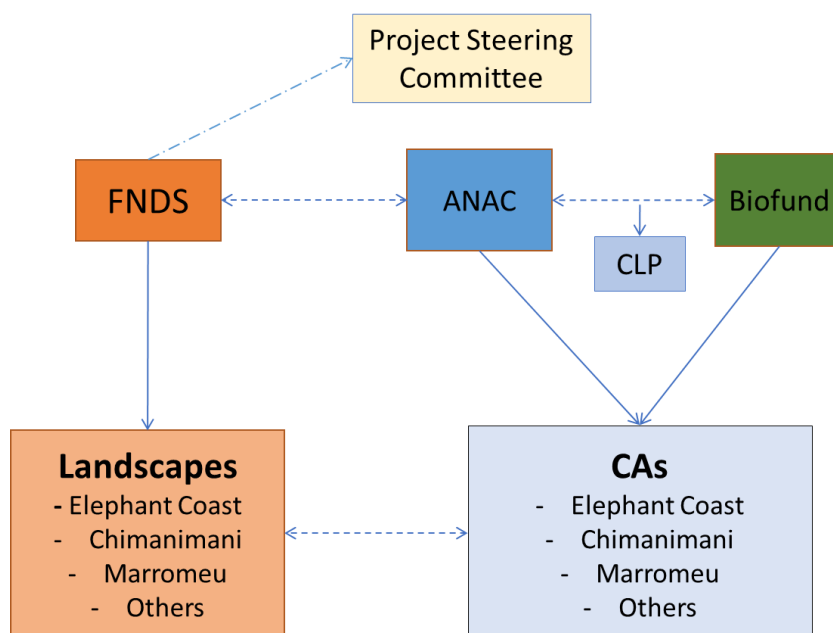 Project Steering
Committee
FNDS
ANAC
Biofund
CLP
Landscapes
- Elephant Coast
- Chimanimani
- Marromeu
- Others
CAs
- Elephant Coast
- Chimanimani
- Marromeu
- Others